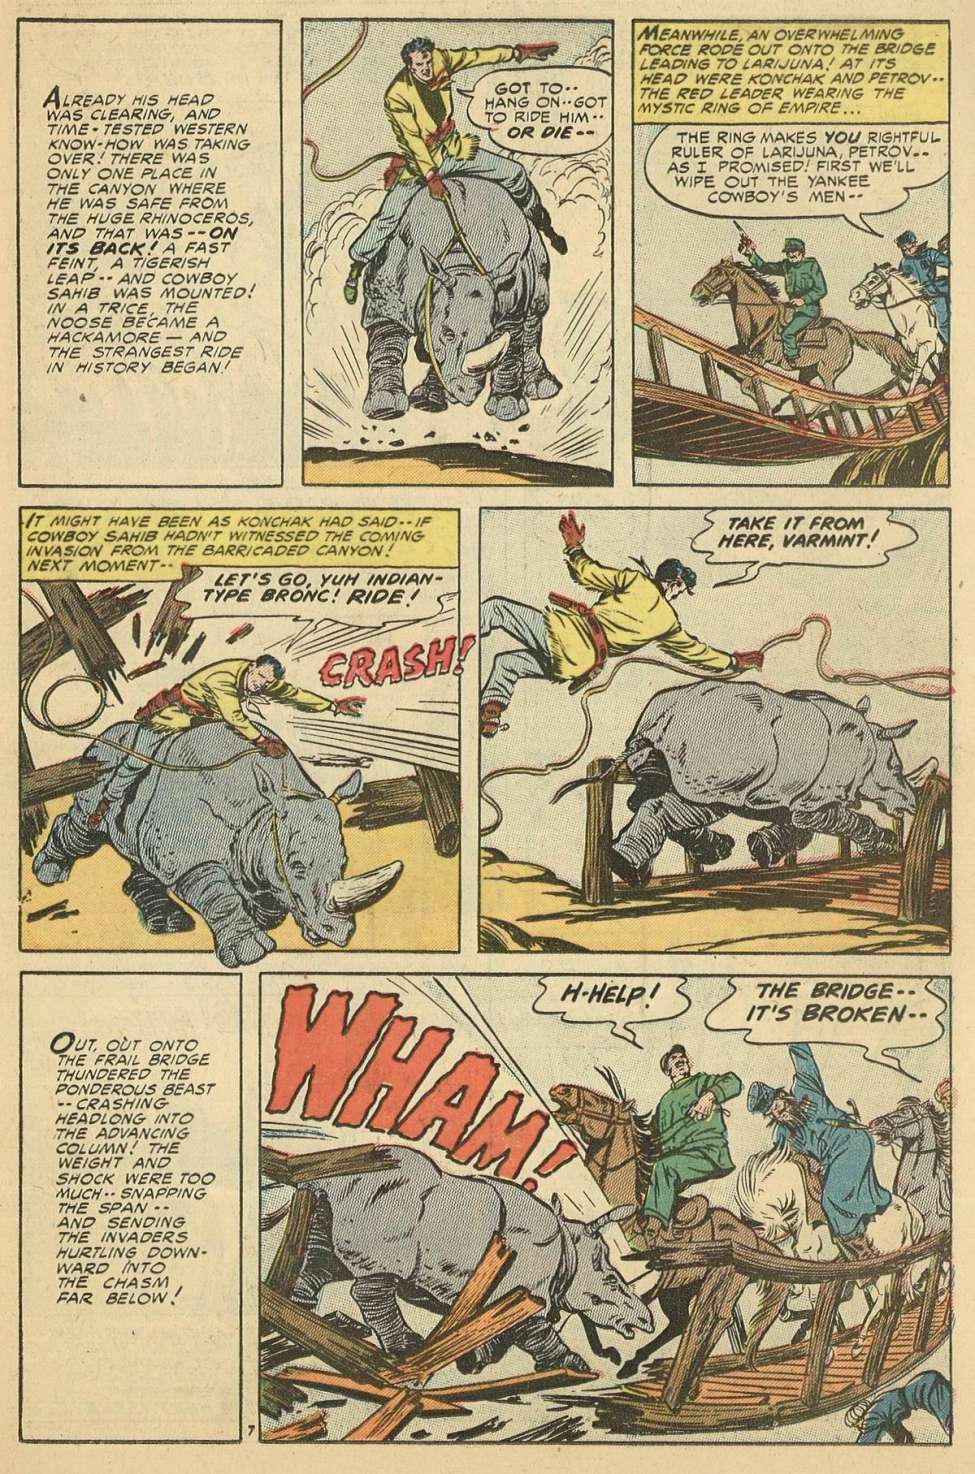 ALREADY HIS HEAD
WAS CLEARING, AND
TIME-TESTED WESTERN
KNOW-HOW WAS TAKING
OVER! THERE WAS
ONLY ONE PLACE IN
THE CANYON WHERE
HE WAS SAFE FROM
THE HUGE RHINOCEROS,
AND THAT WAS--ON
ITS BACK! A FAST
FEINT, A TIGERISH
LEAP--AND COWBOY
SAHIB WAS MOUNTED!
IN A TRICE, THE
NOOSE BECAME A
HACKAMORE — AND
THE STRANGEST RIDE
IN HISTORY BEGAN!
GOT TO--
HANG ON--GOT
TO RIDE HIM--
OR DIE--
MEANWHILE, AN OVERWHELMING
FORCE RODE OUT ONTO THE BRIDGE
LEADING TO LARIJUNA! AT ITS
HEAD WERE KONCHAK AND PETROV--
THE RED LEADER WEARING THE
MYSTIC RING OF EMPIRE...
THE RING MAKES YOU RIGHTFUL
RULER OF LARIJUNA, PETROV--
AS I PROMISED! FIRST WE'LL
WIPE OUT THE YANKEE
COWBOY'S MEN--
IT MIGHT HAVE BEEN AS KONCHAK HAD SAID--IF
COWBOY SAHIB HADN'T WITNESSED THE COMING
INVASION FROM THE BARRICADED CANYON!
NEXT MOMENT--
LET'S GO, YUH INDIAN-
TYPE BRONC! RIDE!
CRASH!
TAKE IT FROM
HERE, VARMINT!
OUT, OUT ONTO
THE FRAIL BRIDGE
THUNDERED THE
PONDEROUS BEAST
--CRASHING
HEADLONG INTO
THE ADVANCING
COLUMN! THE
WEIGHT AND
SHOCK WERE TOO
MUCH--SNAPPING
THE SPAN--
AND SENDING
THE INVADERS
HURTLING DOWN-
WARD INTO
THE CHASM
FAR BELOW!
WHAM!
H-HELP!
THE BRIDGE--
IT'S BROKEN--
7